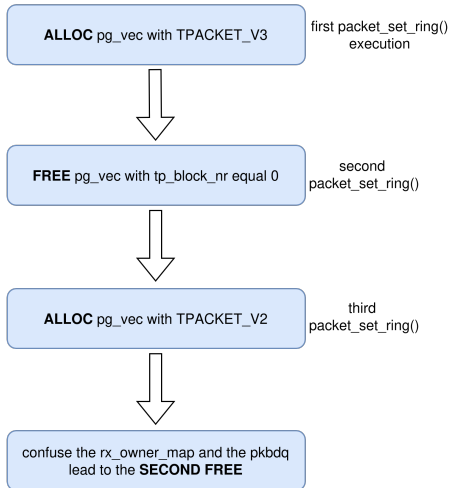 ALLOC pg_vec with TPACKET_V3
first packet_set_ring()
execution
FREE pg_vec with tp_block_nr equal 0
second
packet_set_ring()
ALLOC pg_vec with TPACKET_V2
third
packet_set_ring()
confuse the rx_owner_map and the pkbdq
lead to the SECOND FREE